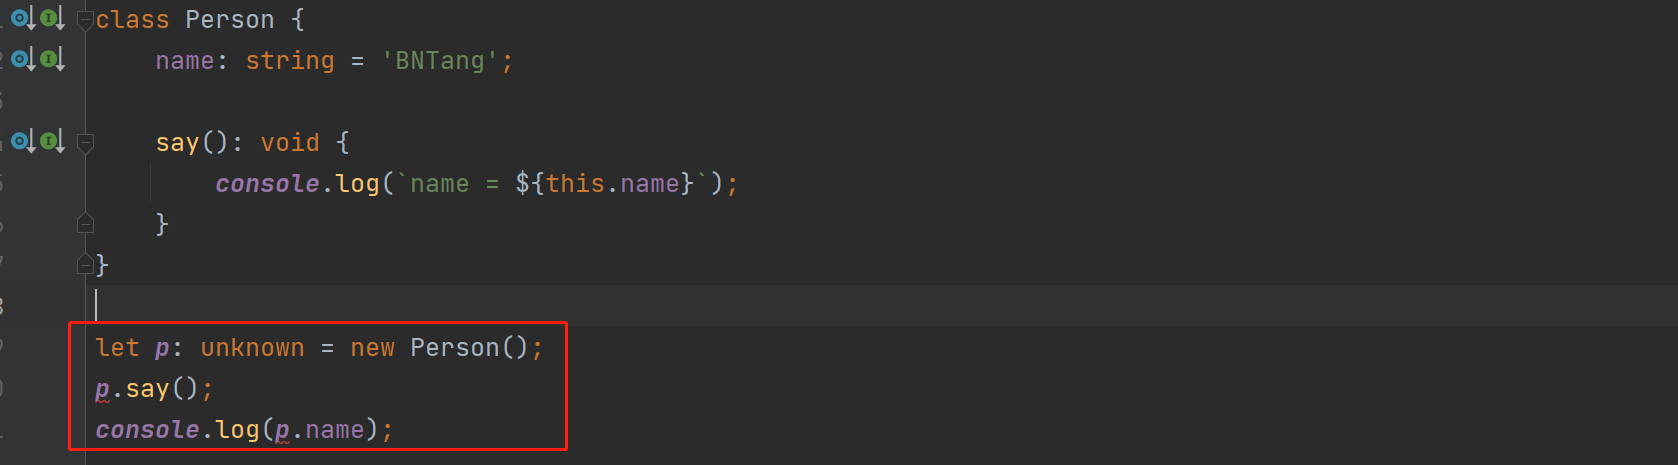 class Person {
    name: string = 'BNTang';

    say(): void {
        console.log(`name = ${this.name}`);
    }
}

let p: unknown = new Person();
p.say();
console.log(p.name);